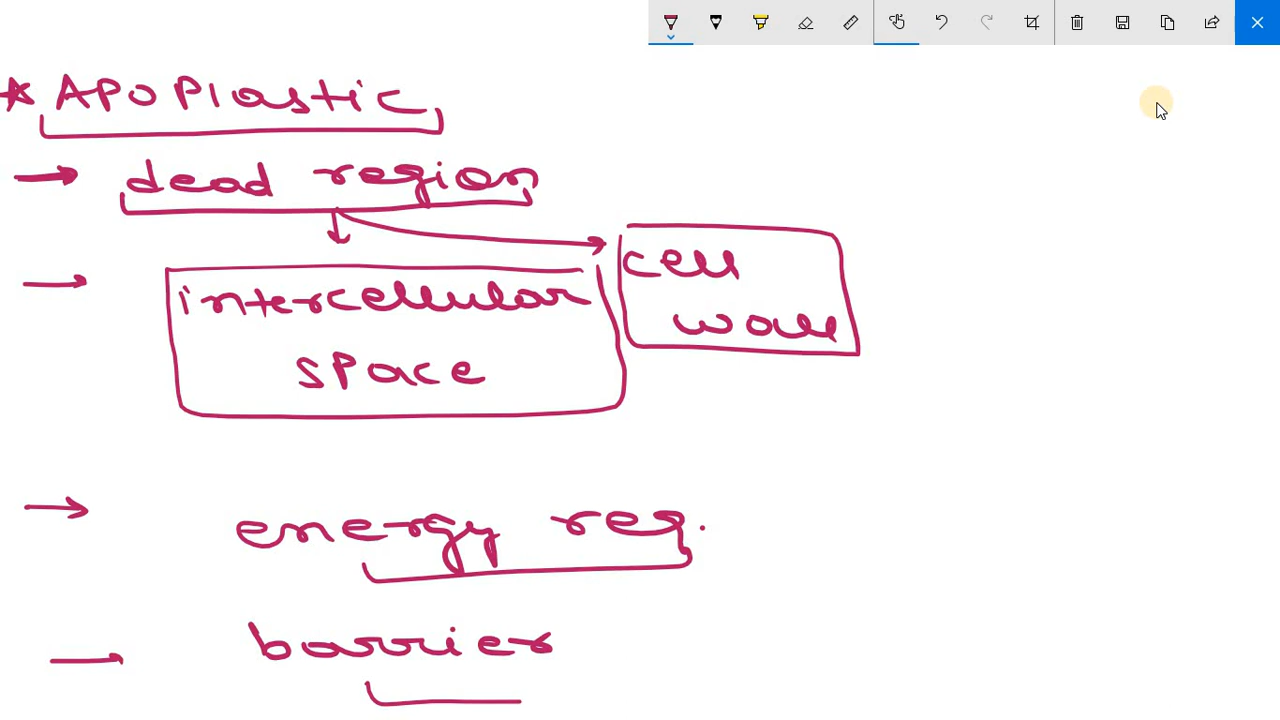 * APOPlastic
→ dead region
→ intercellular
space
cell
wall
→ energy req.
→ barrier